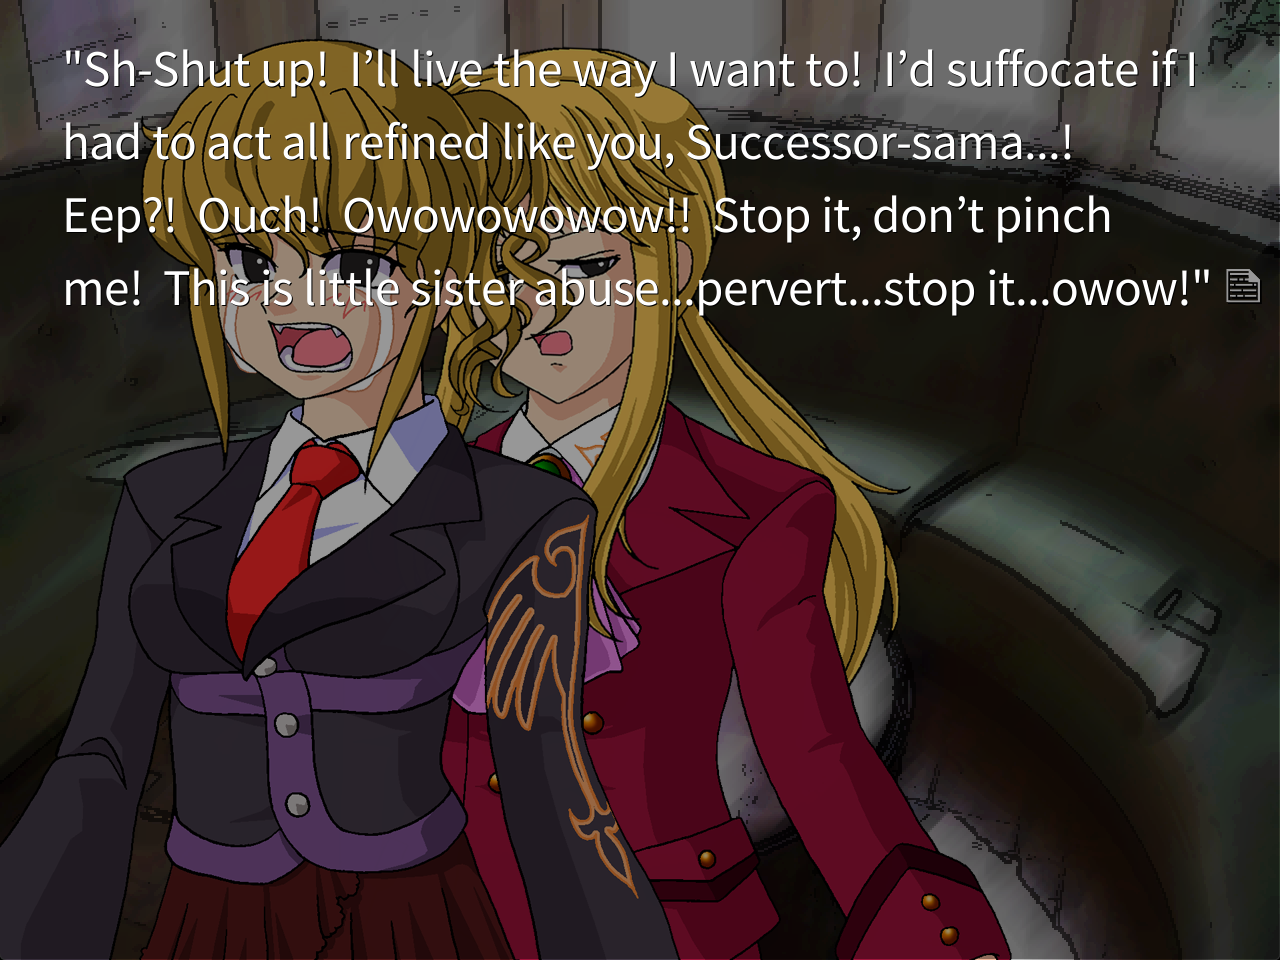 "Sh-Shut up!  I’ll live the way I want to!  I’d suffocate if I
had to act all refined like you, Successor-sama...!
Eep?!  Ouch!  Owowowowow!!  Stop it, don’t pinch
me!  This is little sister abuse...pervert...stop it...owow!"